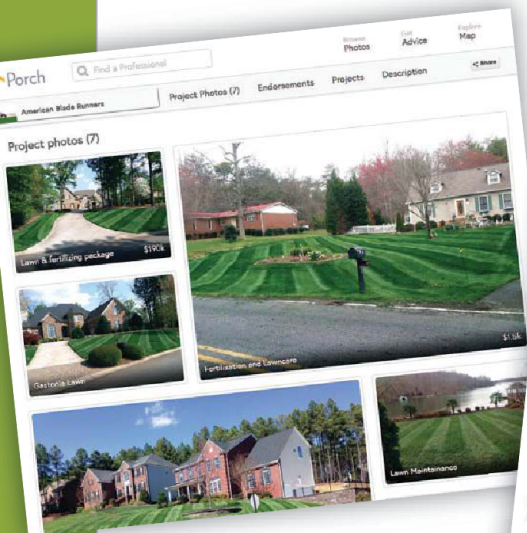 Porch
Find a Professional
Browse
Photos
Get
Advice
Explore
Map
American Blade Runners
Project Photos (7)
Endorsements
Projects
Description
Share
Project photos (7)
Lawn & fertilizing package
$190k
Fertilization and Lawncare
$1.5k
Gastonia Lawn
Lawn Maintainance